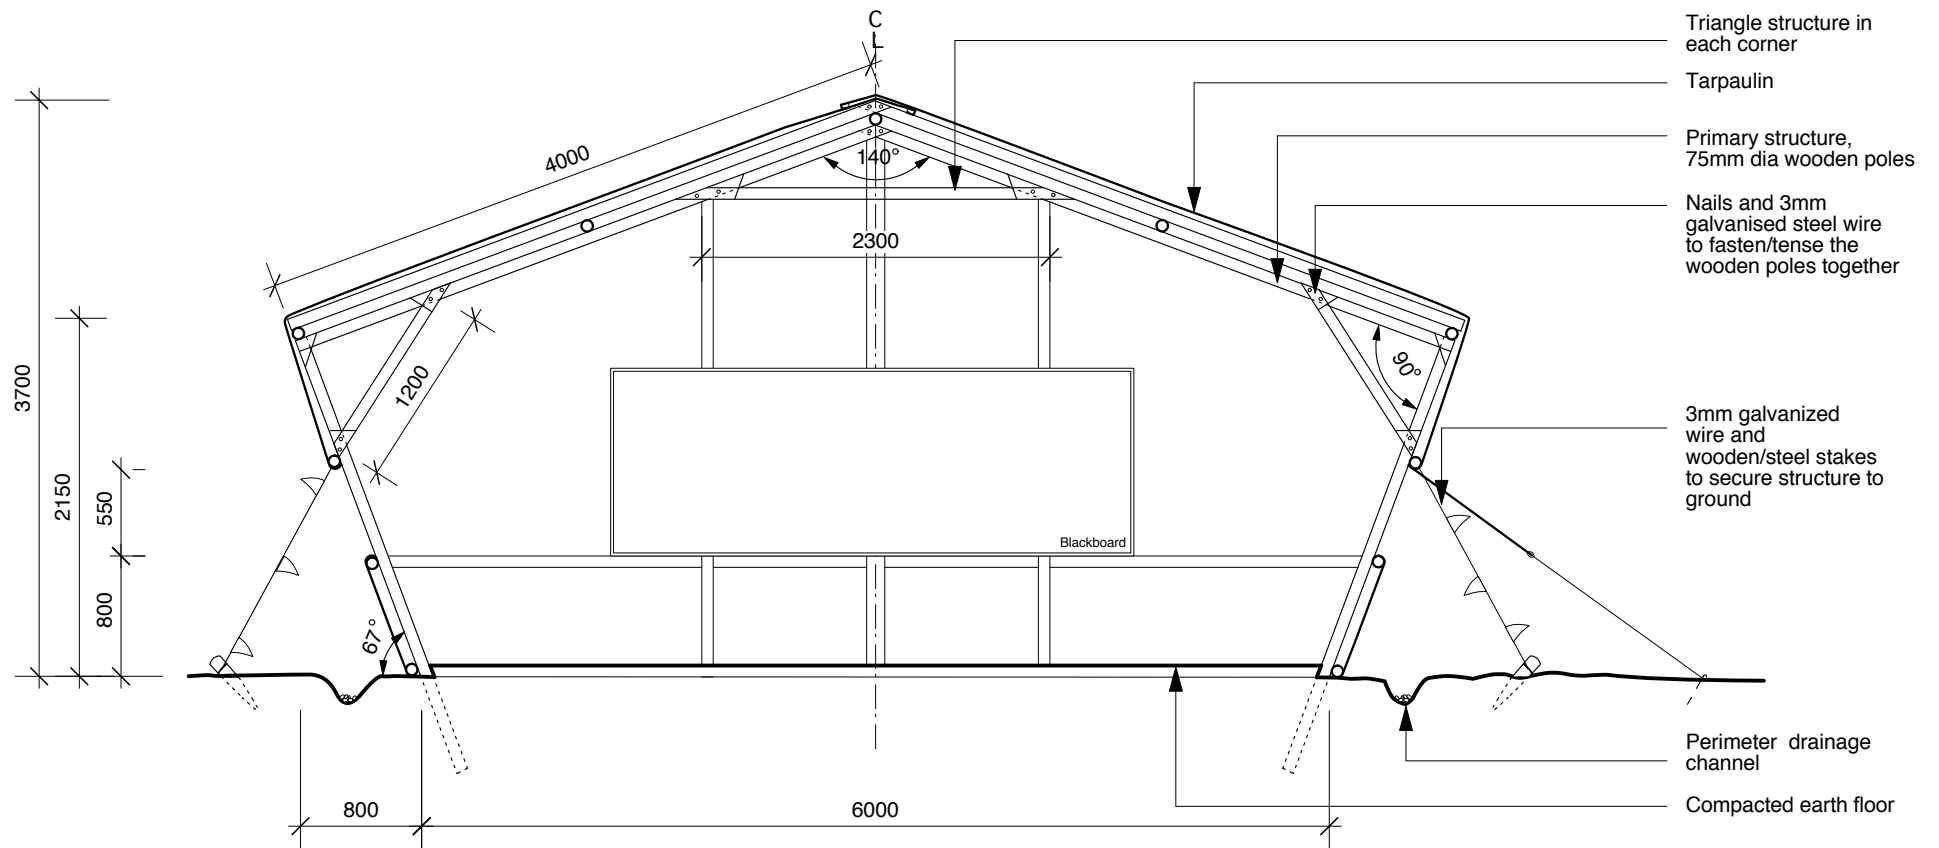 C
L
Triangle structure in
each corner
Tarpaulin
4000
140°
Primary structure,
75mm dia wooden poles
Nails and 3mm
galvanised steel wire
to fasten/tense the
wooden poles together
2300
1200
90°
3700
2150
550
800
3mm galvanized
wire and
wooden/steel stakes
to secure structure to
ground
Blackboard
67°
Perimeter drainage
channel
Compacted earth floor
800
6000